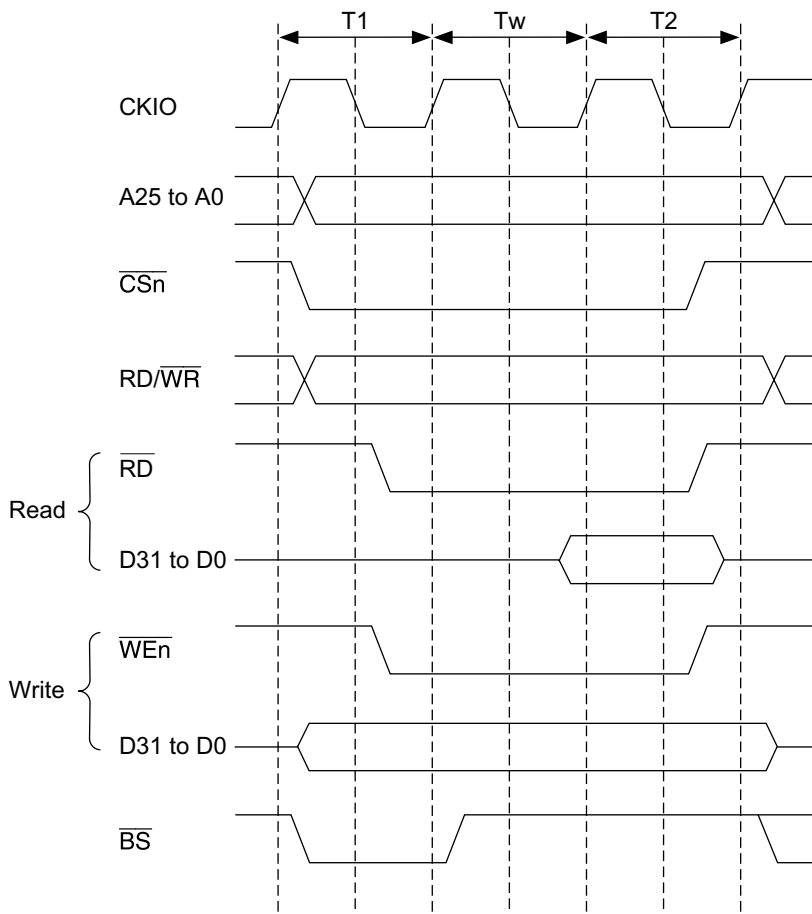 T1 Tw T2
CKIO
A25 to A0
CSn
RD/WR
RD
Read
D31 to D0
WEn
Write
D31 to D0
BS